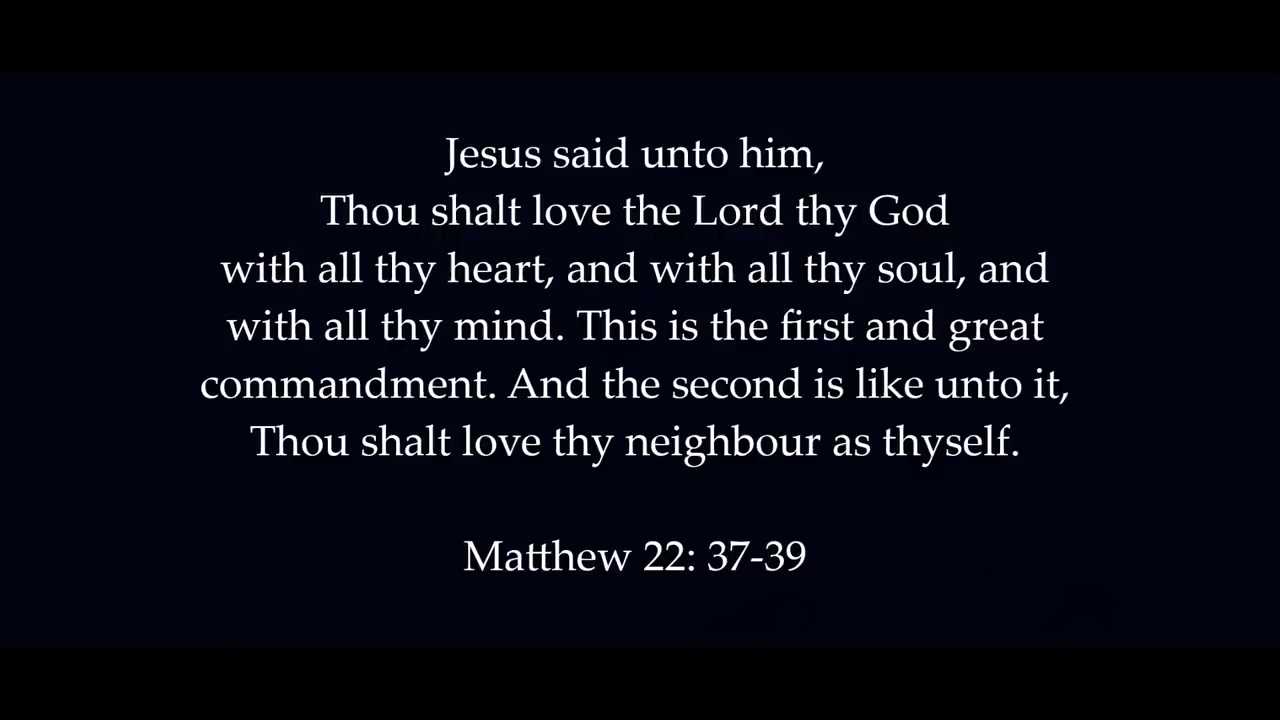 Jesus said unto him,
Thou shalt love the Lord thy God
with all thy heart, and with all thy soul, and
with all thy mind. This is the first and great
commandment. And the second is like unto it,
Thou shalt love thy neighbour as thyself.
Matthew 22: 37-39